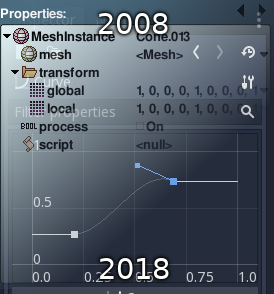 Properties:
2008
MeshInstance Cone.013
mesh <Mesh>
transform
global 1, 0, 0, 0, 1, 0, 0,
local 1, 0, 0, 0, 1, 0, 0,
Filter properties
BOOL process On
script <null>
0.5
0
2018
0.0 0.25 0.75 1.0